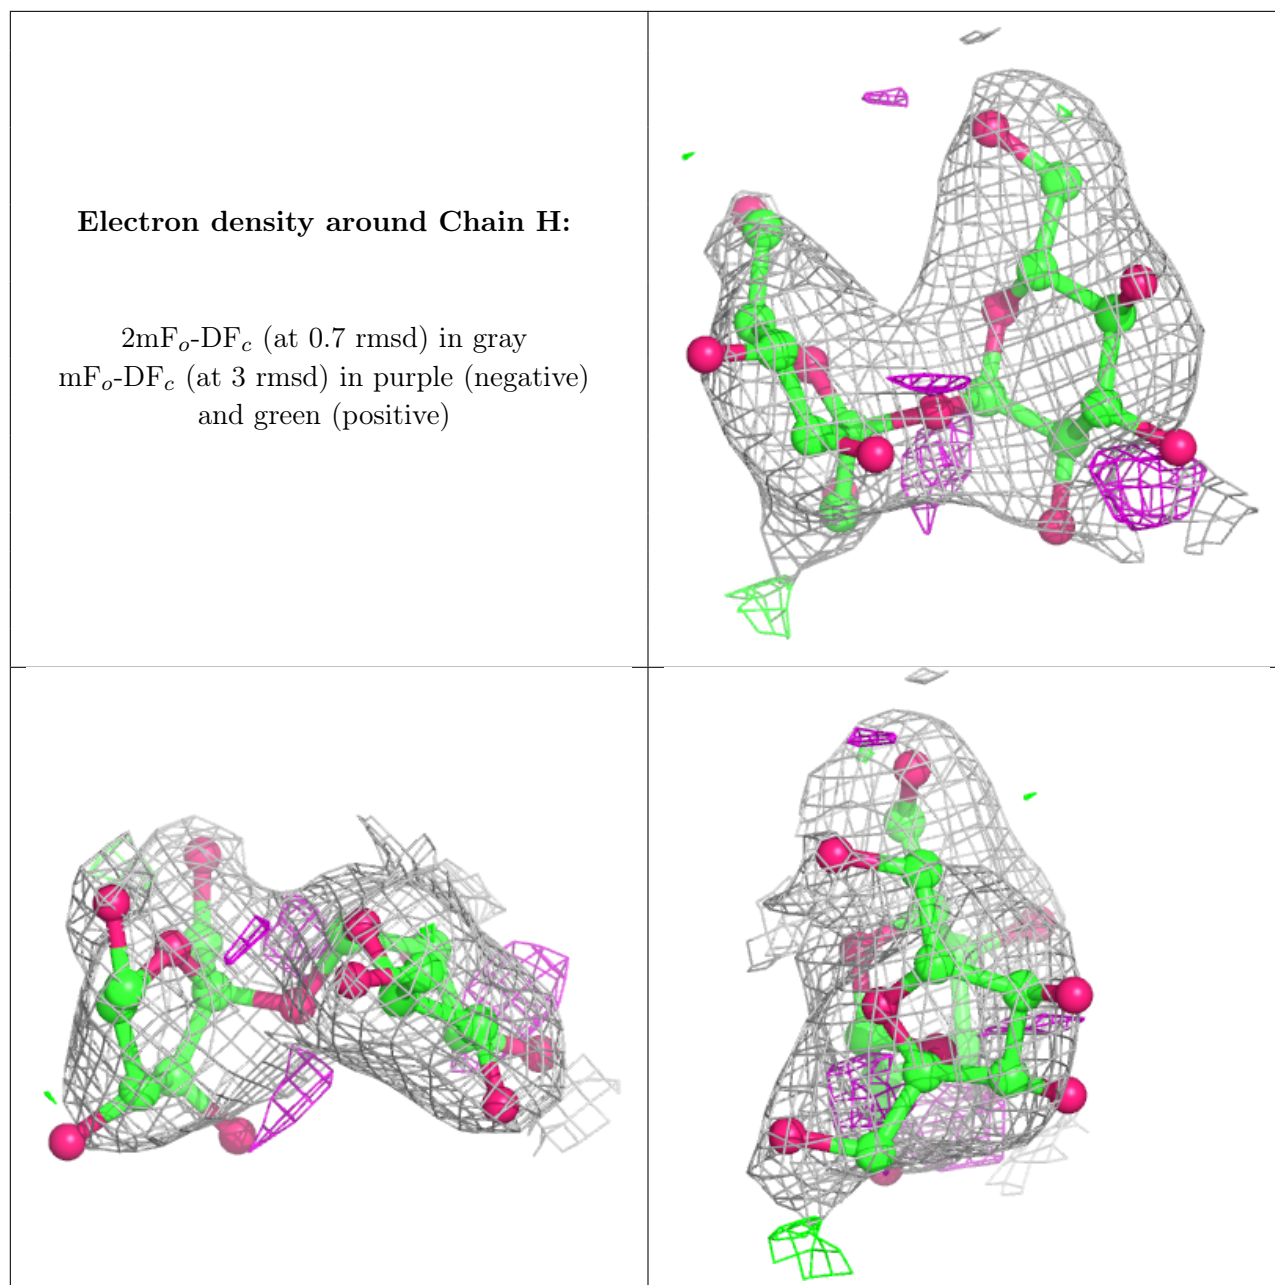 Electron density around Chain H:
2mFo-DFc (at 0.7 rmsd) in gray
mFo-DFc (at 3 rmsd) in purple (negative)
and green (positive)